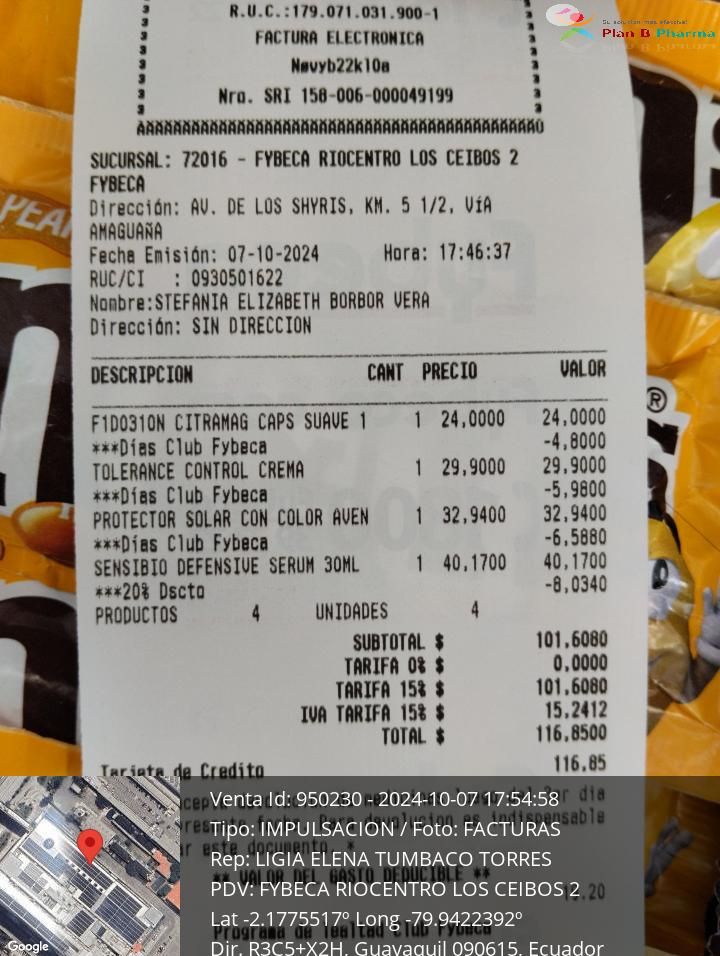 Su solución más efectiva!
Plan B Pharma
R.U.C.:179.071.031.900-1
FACTURA ELECTRONICA
Nøvyb22k10a
Nro. SRI 158-006-000049199
SUCURSAL: 72016 - FYBECA RIOCENTRO LOS CEIBOS 2
FYBECA
Dirección: AV. DE LOS SHYRIS, KM. 5 1/2, VíA
AMAGUAÑA
Fecha Emisión: 07-10-2024 Hora: 17:46:37
RUC/CI : 0930501622
Nombre:STEFANIA ELIZABETH BORBOR VERA
Dirección: SIN DIRECCION
DESCRIPCION CANT PRECIO VALOR
F1D0310N CITRAMAG CAPS SUAVE 1 1 24,0000 24,0000
***Días Club Fybeca -4,8000
TOLERANCE CONTROL CREMA 1 29,9000 29,9000
***Días Club Fybeca -5,9800
PROTECTOR SOLAR CON COLOR AVEN 1 32,9400 32,9400
***Días Club Fybeca -6,5880
SENSIBIO DEFENSIVE SERUM 30ML 1 40,1700 40,1700
***20% Dscto -8,0340
PRODUCTOS 4 UNIDADES 4
SUBTOTAL $ 101,6080
TARIFA 0% $ 0,0000
TARIFA 15% $ 101,6080
IVA TARIFA 15% $ 15,2412
TOTAL $ 116,8500
Tarjeta de Credito 116,85
Venta Id: 950230 - 2024-10-07 17:54:58
Tipo: IMPULSACION / Foto: FACTURAS
Rep: LIGIA ELENA TUMBACO TORRES
** VALOR DEL GASTO DEDUCIBLE **
PDV: FYBECA RIOCENTRO LOS CEIBOS 2
Lat -2.1775517º Long -79.9422392º
Dir. R3C5+X2H, Guayaquil 090615, Ecuador
Google